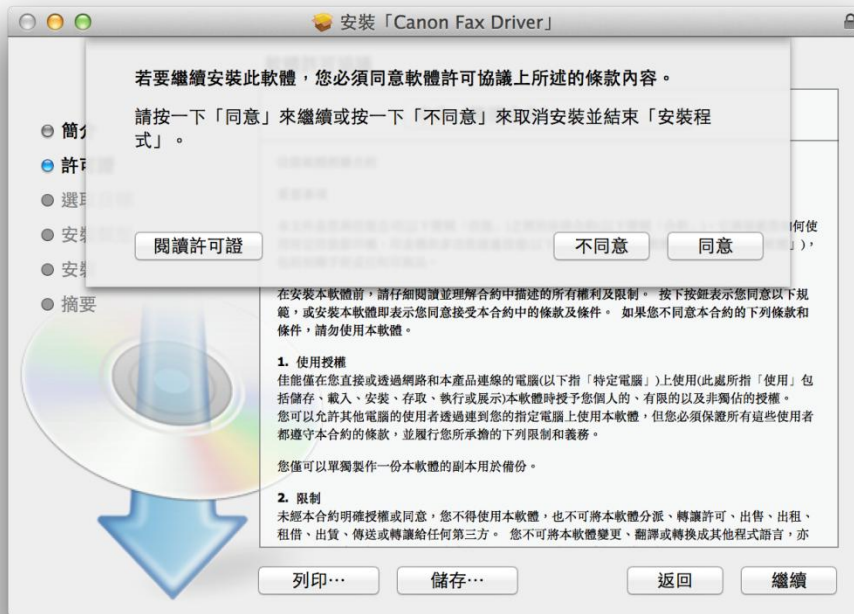 安裝「Canon Fax Driver」
若要繼續安裝此軟體，您必須同意軟體許可協議上所述的條款內容。
請按一下「同意」來繼續或按一下「不同意」來取消安裝並結束「安裝程
式」。
閱讀許可證
不同意
同意
簡介
許可
選
安裝
安裝
摘要
何使
」)，
在安裝本軟體前，請仔細閱讀並理解合約中描述的所有權利及限制。 按下按鈕表示您同意以下規
範，或安裝本軟體即表示您同意接受本合約中的條款及條件。 如果您不同意本合約的下列條款和
條件，請勿使用本軟體。
1. 使用授權
佳能僅在您直接或透過網路和本產品連線的電腦(以下指「特定電腦」)上使用(此處所指「使用」包
括儲存、載入、安裝、存取、執行或展示)本軟體時授予您個人的、有限的以及非獨佔的授權。
您可以允許其他電腦的使用者透過連到您的指定電腦上使用本軟體，但您必須保證所有這些使用者
都遵守本合約的條款，並履行您所承擔的下列限制和義務。
您僅可以單獨製作一份本軟體的副本用於備份。
2. 限制
未經本合約明確授權或同意，您不得使用本軟體，也不可將本軟體分派、轉讓許可、出售、出租、
租借、出賃、傳送或轉讓給任何第三方。 您不可將本軟體變更、翻譯或轉換成其他程式語言，亦
列印…
儲存…
返回
繼續